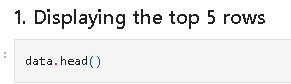 1. Displaying the top 5 rows
data.head()